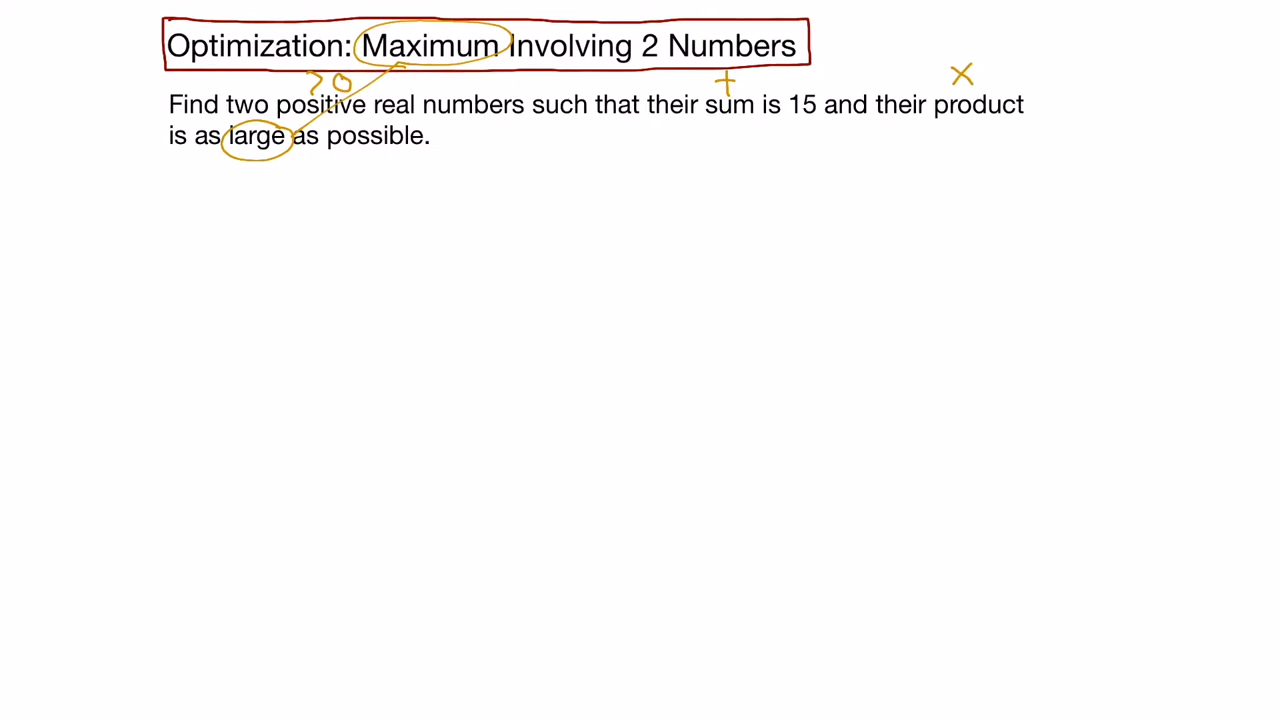 Optimization: Maximum Involving 2 Numbers
>0 + ×
Find two positive real numbers such that their sum is 15 and their product
is as large as possible.